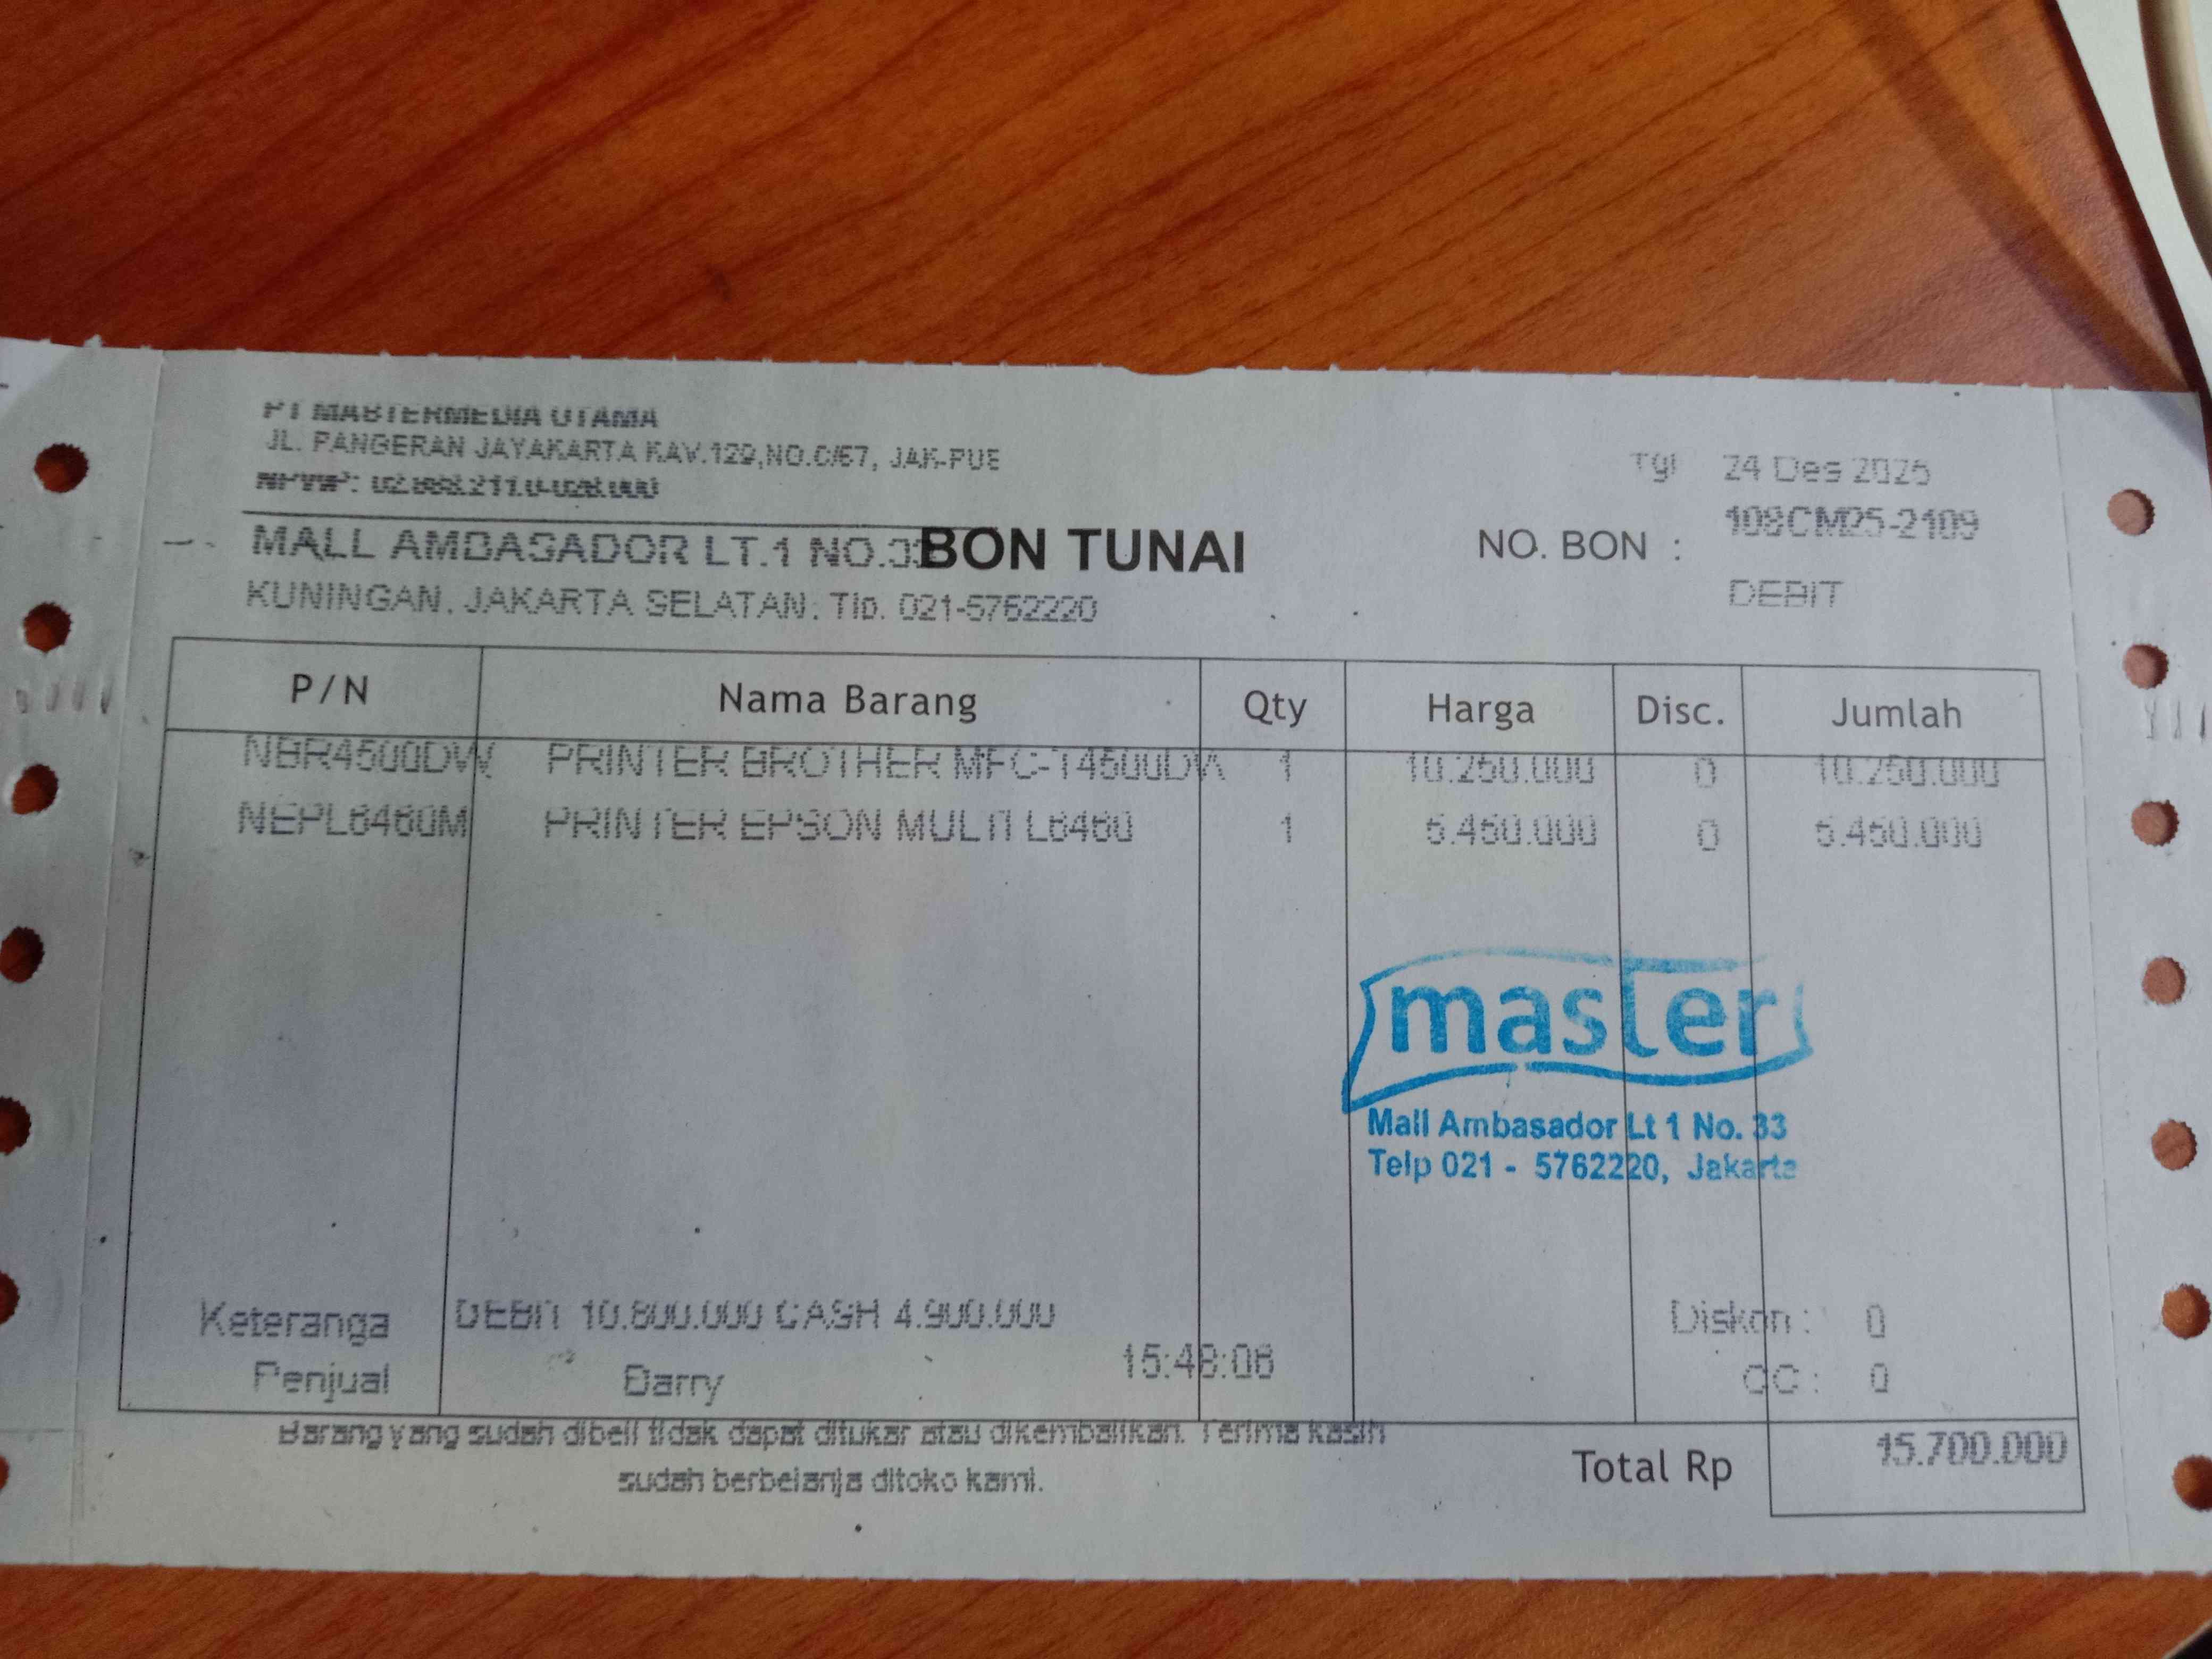 PT MASTERMEDIA UTAMA
JL. PANGERAN JAYAKARTA KAV.129,NO.C/67, JAK-PUE
NPWP:
MALL AMBASADOR LT.1 NO.33
BON TUNAI
KUNINGAN. JAKARTA SELATAN. Tlp. 021-5762220
Tgl 24 Des 2025
NO. BON : 108CM25-2109
DEBIT
P/N Nama Barang Qty Harga Disc. Jumlah
NBR4500DW PRINTER BROTHER MFC-T4500DW 1 10.250.000 0 10.250.000
NEPL6460M PRINTER EPSON MULTI L6460 1 5.450.000 0 5.450.000
master
Mall Ambasador Lt 1 No. 33
Telp 021 - 5762220, Jakarta
Keteranga DEBIT 10.800.000 CASH 4.900.000 Diskon : 0
15:48:06
Penjual Barry CC : 0
Barang yang sudah dibeli tidak dapat ditukar atau dikembalikan. Terima kasih
sudah berbelanja ditoko kami.
Total Rp 15.700.000